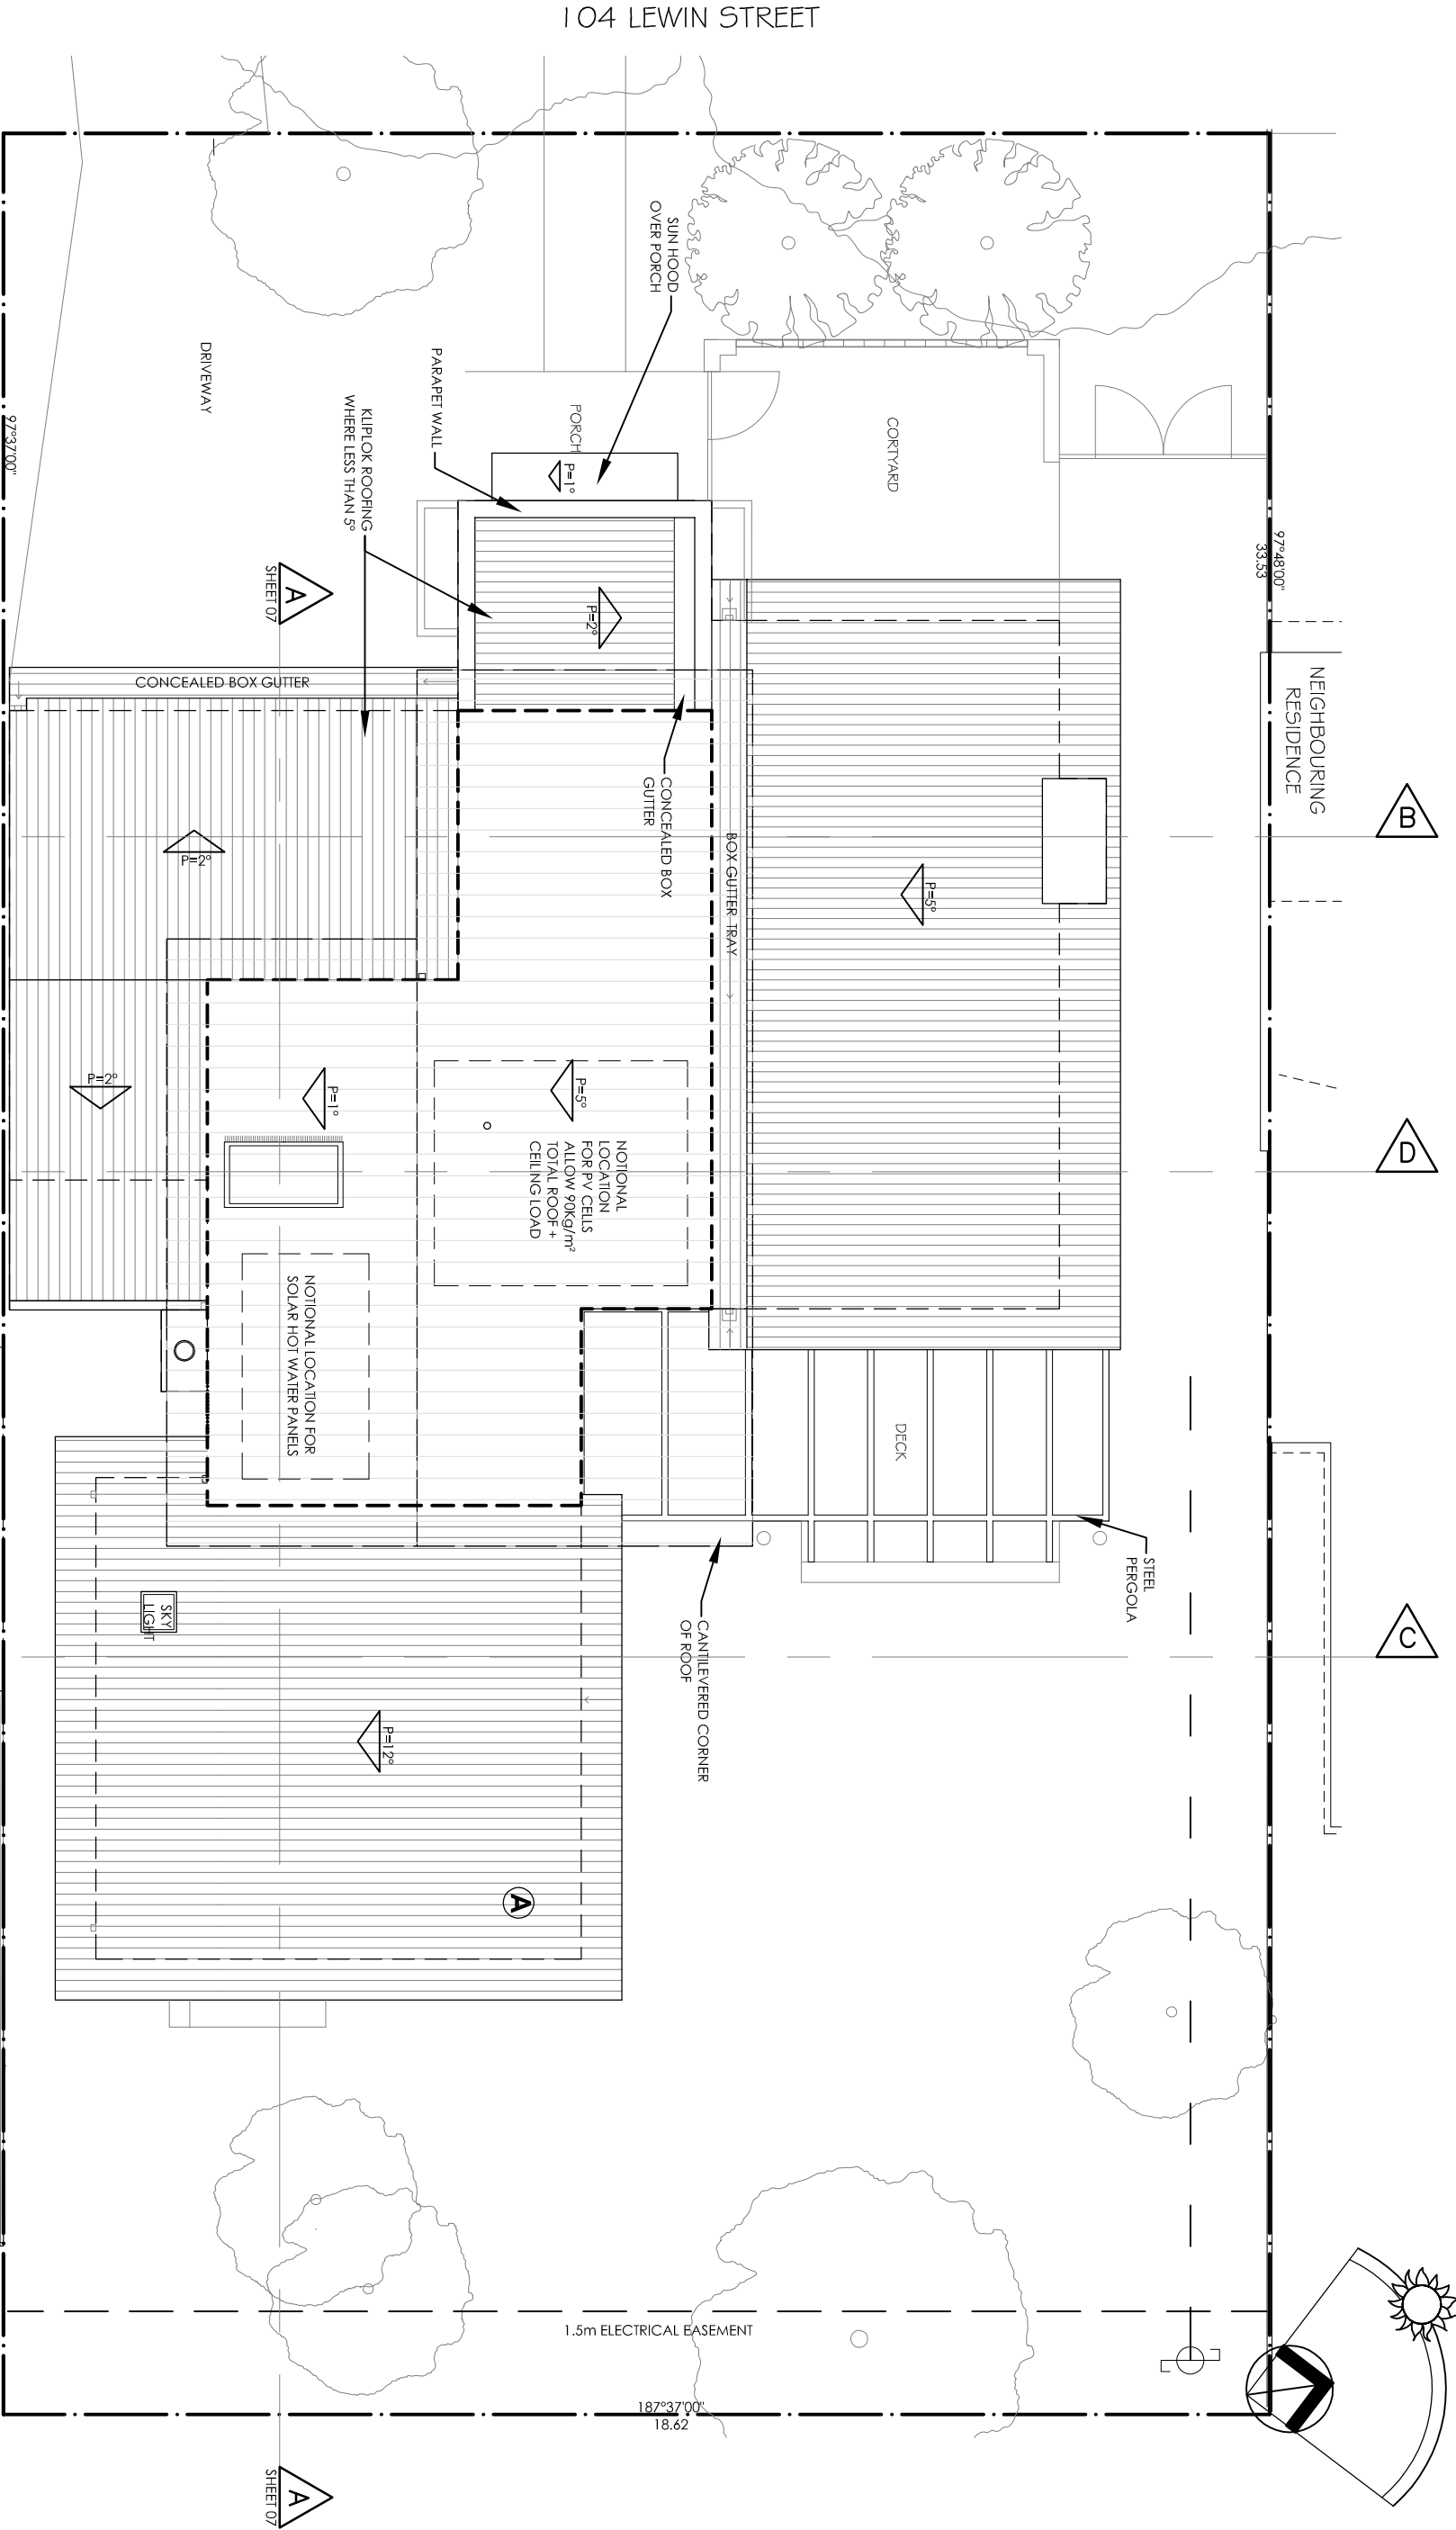 104 LEWIN STREET
SUN HOOD
OVER PORCH
DRIVEWAY
PARAPET WALL
KLIPLOK ROOFING
WHERE LESS THAN 5°
PORCH
P=1°
CORTYARD
97°37'00"
97°48'00"
33.53
A
SHEET 07
P=2°
NEIGHBOURING
RESIDENCE
CONCEALED BOX GUTTER
CONCEALED BOX
GUTTER
BOX GUTTER TRAY
B
P=2°
P=5°
P=2°
P=1°
P=5°
NOTIONAL
LOCATION
FOR PV CELLS
ALLOW 90Kg/m²
TOTAL ROOF +
CEILING LOAD
D
NOTIONAL LOCATION FOR
SOLAR HOT WATER PANELS
DECK
STEEL
PERGOLA
SKY
LIGHT
CANTILEVERED CORNER
OF ROOF
C
P=12°
A
1.5m ELECTRICAL EASEMENT
187°37'00"
18.62
A
SHEET 07